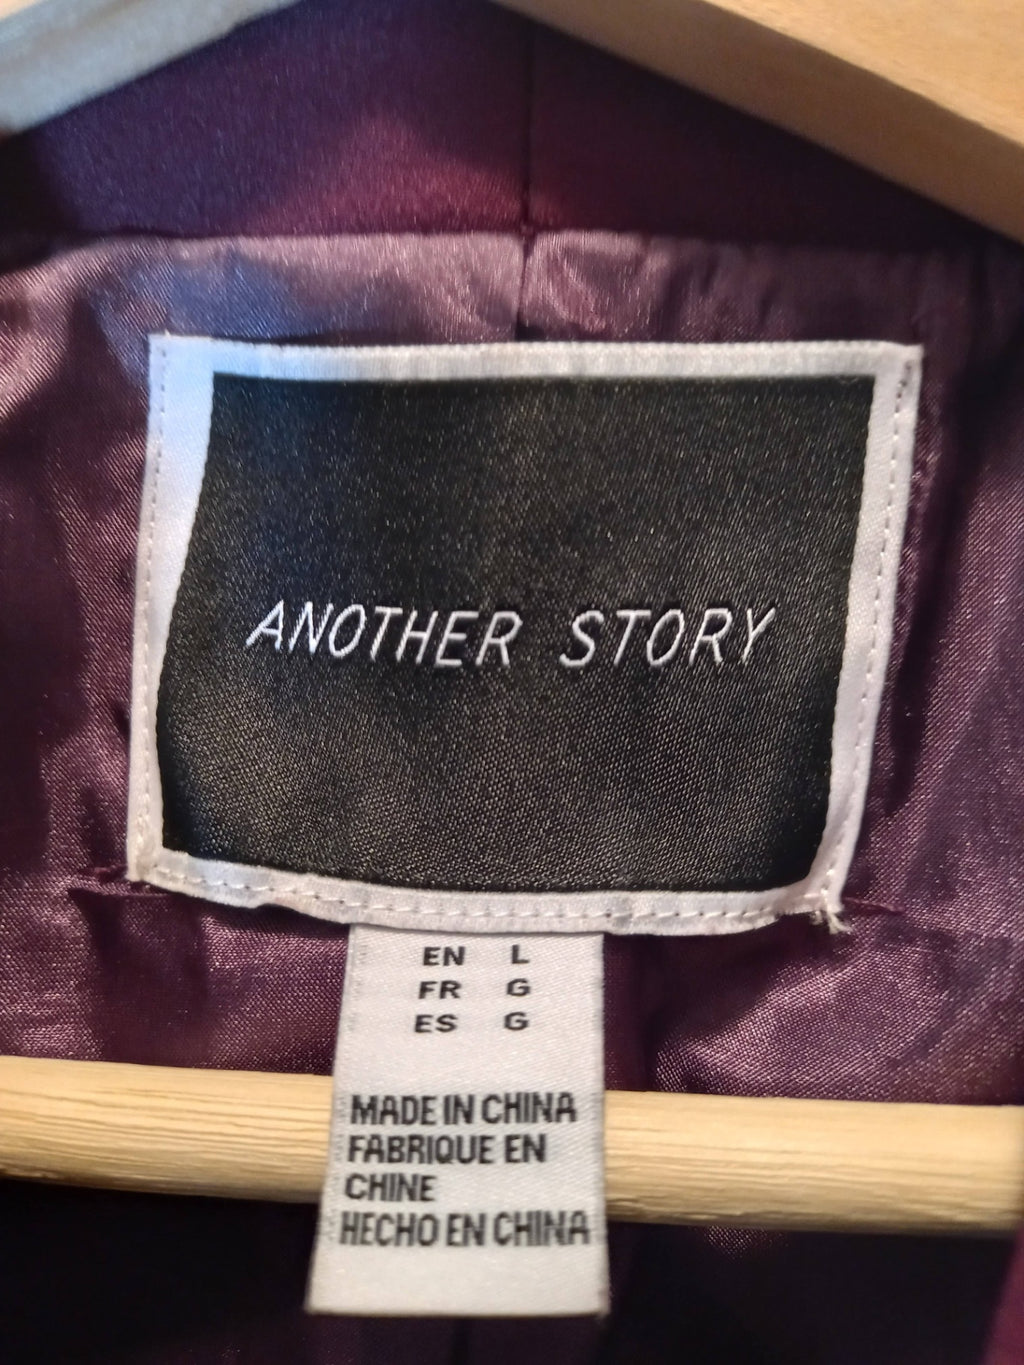 ANOTHER STORY
EN L
FR G
ES G
MADE IN CHINA
FABRIQUE EN
CHINE
HECHO EN CHINA